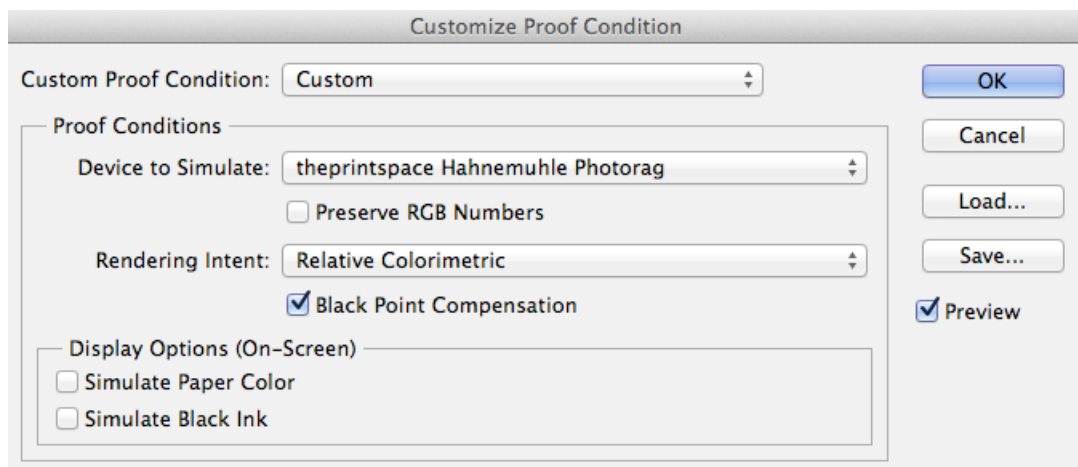 Customize Proof Condition
Custom Proof Condition: Custom
OK
Proof Conditions
Cancel
Device to Simulate: theprintspace Hahnemuhle Photorag
Preserve RGB Numbers
Load...
Rendering Intent: Relative Colorimetric
Save...
Black Point Compensation
Preview
Display Options (On-Screen)
Simulate Paper Color
Simulate Black Ink